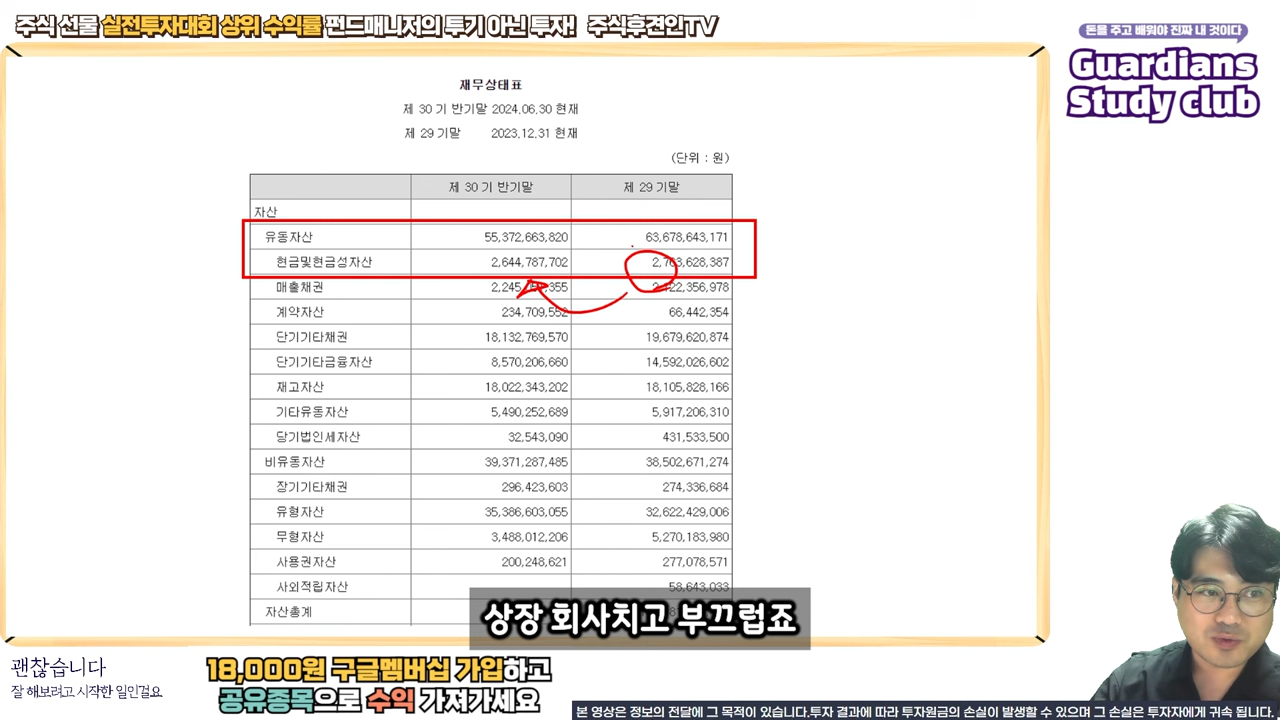 주식 선물 실전투자대회 상위 수익률 펀드매니저의 투기 아닌 투자! 주식후견인TV
돈을 주고 배워야 진짜 내 것이다
Guardians
Study club
재무상태표
제 30 기 반기말 2024.06.30 현재
제 29 기말 2023.12.31 현재
(단위 : 원)
제 30 기 반기말 제 29 기말
자산
유동자산 55,372,663,820 63,678,643,171
현금및현금성자산 2,644,787,702 2,763,628,387
매출채권
계약자산 234,709,552 66,442,354
단기기타채권 18,132,769,570 19,679,620,874
단기기타금융자산 8,570,206,660 14,592,026,602
재고자산 18,022,343,202 18,105,828,166
기타유동자산 5,490,252,689 5,917,206,310
당기법인세자산 32,543,090 431,533,500
비유동자산 39,371,287,485 38,502,671,274
장기기타채권 296,423,603 274,336,684
유형자산 35,386,603,055 32,622,429,006
무형자산 3,488,012,206 5,270,183,980
사용권자산 200,248,621 277,078,571
사외적립자산 58,643,033
자산총계
상장 회사치고 부끄럽죠
괜찮습니다
잘 해보려고 시작한 일인걸요
18,000원 구글멤버십 가입하고
공유종목으로 수익 가져가세요
본 영상은 정보의 전달에 그 목적이 있습니다.투자 결과에 따라 투자원금의 손실이 발생할 수 있으며 그 손실은 투자자에게 귀속 됩니다.